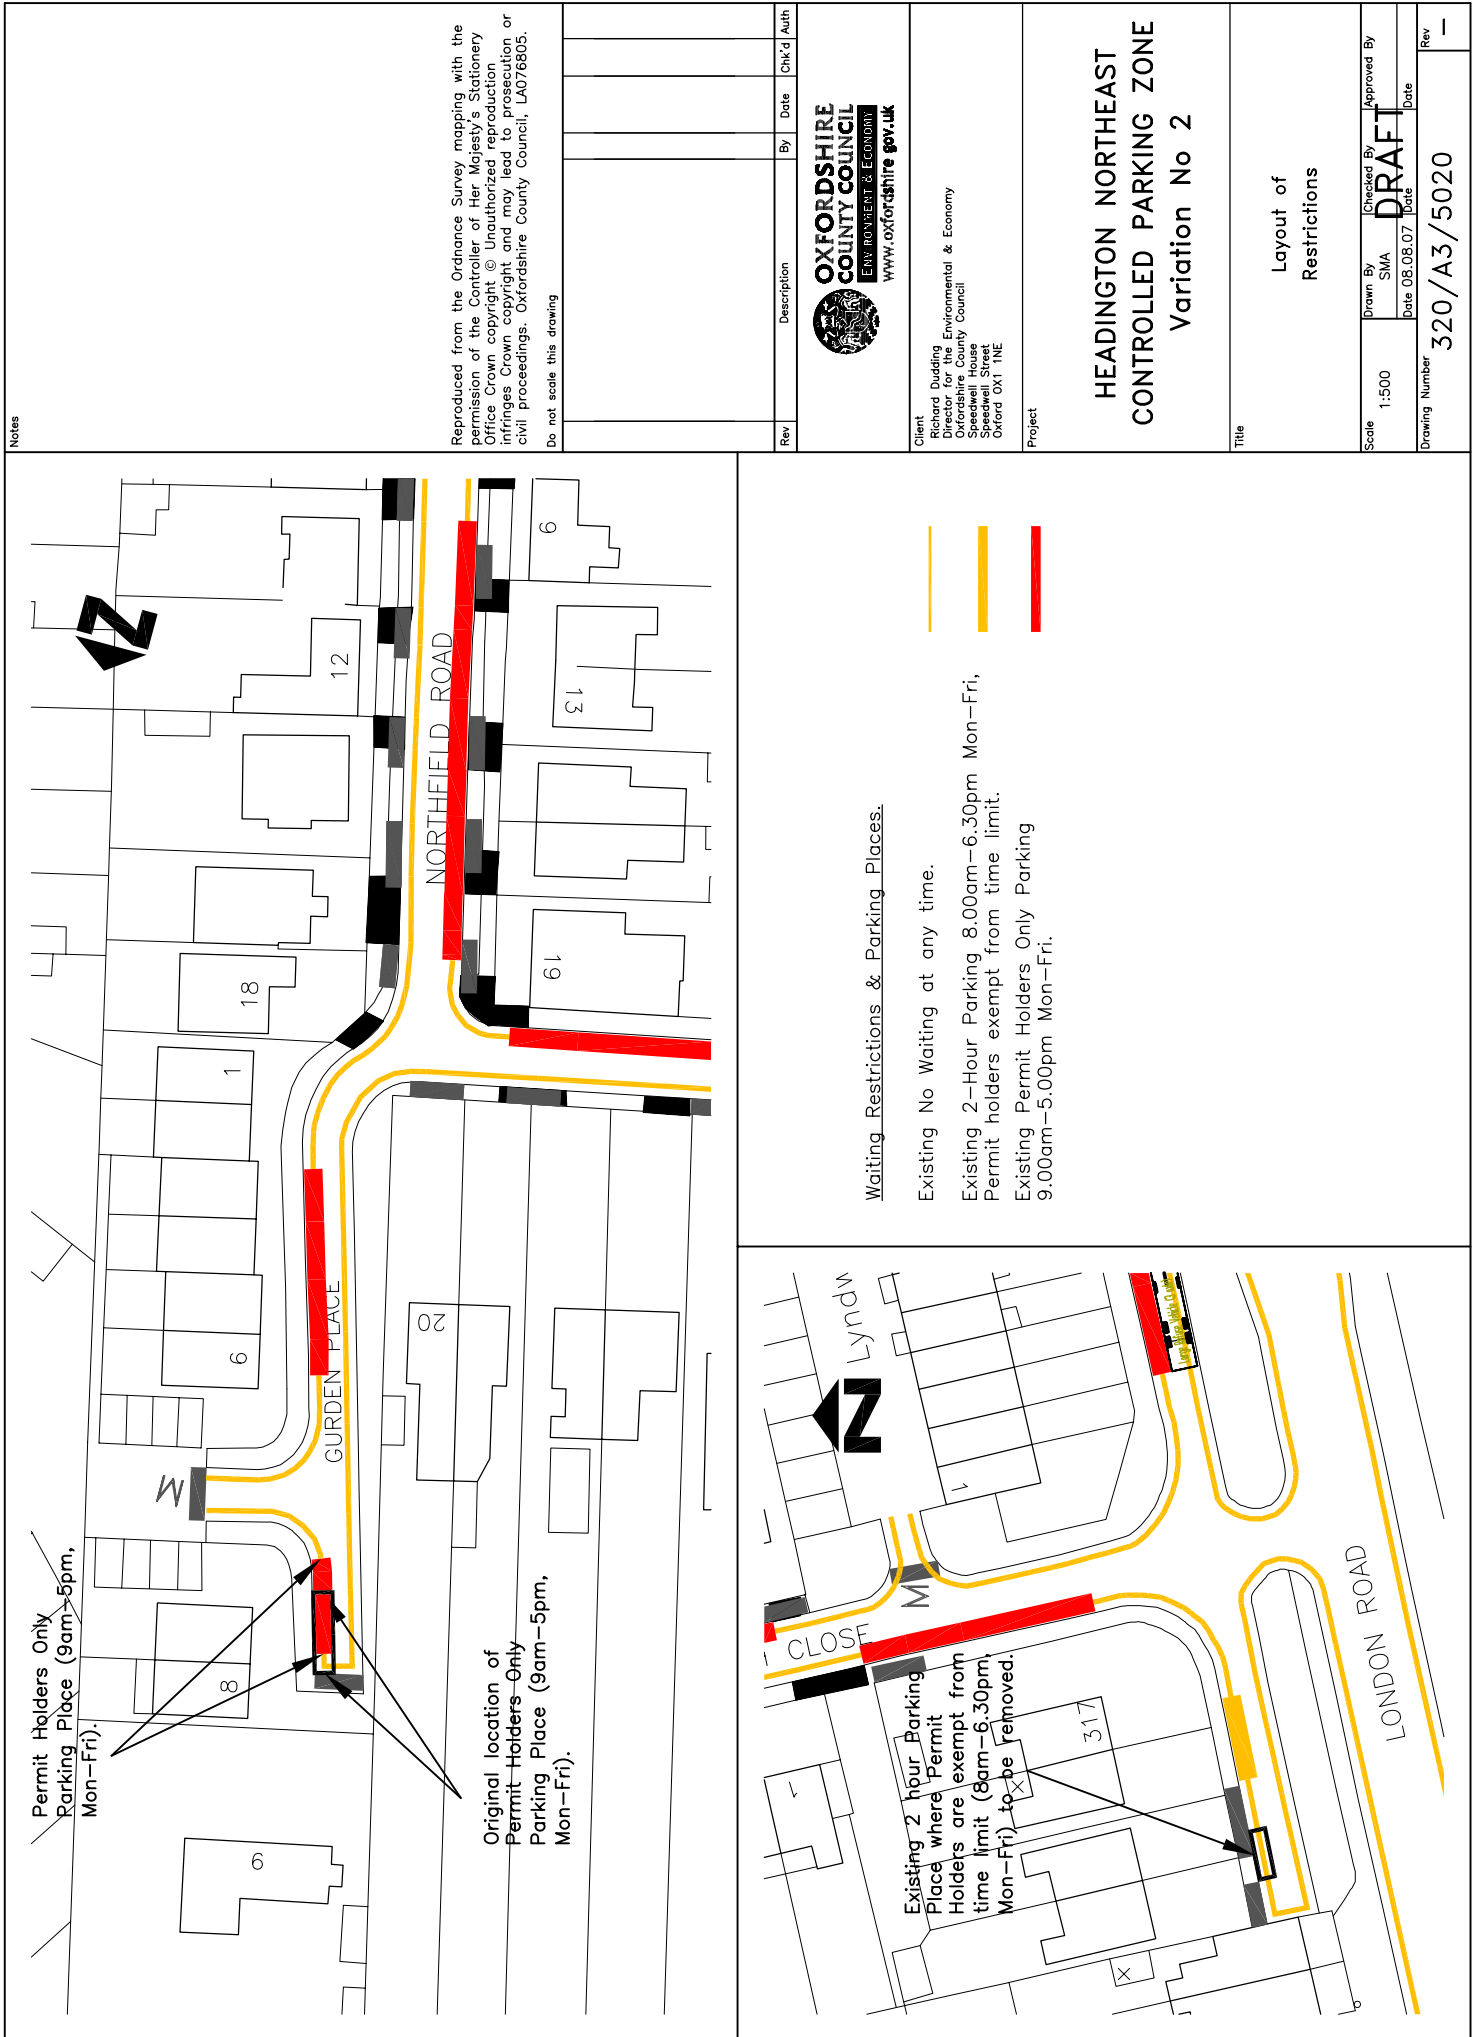 Notes
Reproduced from the Ordnance Survey mapping with the
permission of the Controller of Her Majesty's Stationery
Office Crown copyright © Unauthorized reproduction
infringes Crown copyright and may lead to prosecution or
civil proceedings. Oxfordshire County Council, LA076805.
Do not scale this drawing
Rev Description By Date Chk'd Auth
OXFORDSHIRE
COUNTY COUNCIL
ENVIRONMENT & ECONOMY
www.oxfordshire.gov.uk
Client
Richard Dudding
Director for the Environmental & Economy
Oxfordshire County Council
Speedwell House
Speedwell Street
Oxford OX1 1NE
Project
HEADINGTON NORTHEAST
CONTROLLED PARKING ZONE
Variation No 2
Title
Layout of
Restrictions
Scale
1:500
Drawn By
SMA
Date 08.08.07
Checked By
Date
Approved By
Date
DRAFT
Drawing Number
320/A3/5020
Rev
–
Permit Holders Only
Parking Place (9am–5pm,
Mon–Fri).
Original location of
Permit Holders Only
Parking Place (9am–5pm,
Mon–Fri).
N
NORTHFIELD ROAD
GURDEN PLACE
M
12
18
1
6
8
9
20
19
13
9
Waiting Restrictions & Parking Places.
Existing No Waiting at any time.
Existing 2–Hour Parking 8.00am–6.30pm Mon–Fri,
Permit holders exempt from time limit.
Existing Permit Holders Only Parking
9.00am–5.00pm Mon–Fri.
N
Lyndw
CLOSE
M
LONDON ROAD
1
1
317
X
X
Existing 2 hour Parking
Place where Permit
Holders are exempt from
time limit (8am–6.30pm,
Mon–Fri) to be removed.